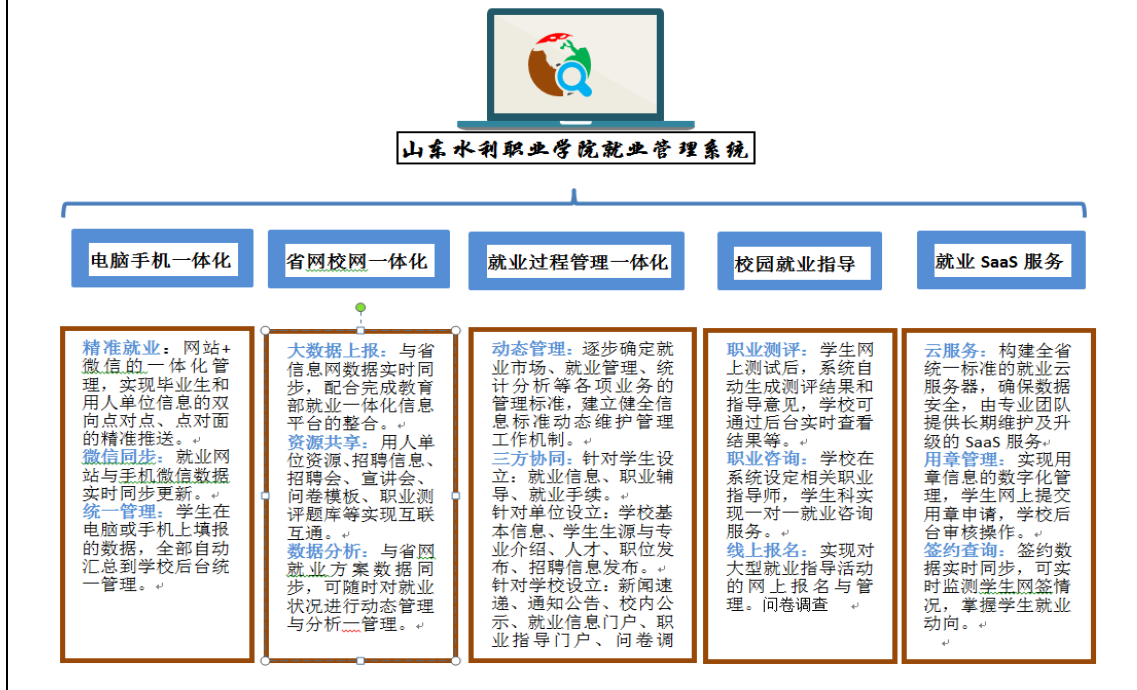 山东水利职业学院就业管理系统
电脑手机一体化
省网校网一体化
就业过程管理一体化
校园就业指导
就业 SaaS 服务
精准就业：网站+
微信的一体化管
理，实现毕业生和
用人单位信息的双
向点对点、点对面
的精准推送。
微信同步：就业网
站与手机微信数据
实时同步更新。
统一管理：学生在
电脑或手机上填报
的数据，全部自动
汇总到学校后台统
一管理。
大数据上报：与省
信息网数据实时同
步，配合完成教育
部就业一体化信息
平台的整合。
资源共享：用人单
位资源、招聘信息、
招聘会、宣讲会、
问卷模板、职业测
评题库等实现互联
互通。
数据分析：与省网
就业方案数据同
步，可随时对就业
状况进行动态管理
与分析—管理。
动态管理：逐步确定就
业市场、就业管理、统
计分析等各项业务的
管理标准，建立健全信
息标准动态维护管理
工作机制。
三方协同：针对学生设
立：就业信息、职业辅
导、就业手续。
针对单位设立：学校基
本信息、学生生源与专
业介绍、人才、职位发
布、招聘信息发布。
针对学校设立：新闻速
递、通知公告、校内公
示、就业信息门户、职
业指导门户、问卷调
职业测评：学生网
上测试后，系统自
动生成测评结果和
指导意见，学校可
通过后台实时查看
结果等。
职业咨询：学校在
系统设定相关职业
指导师，学生科实
现一对一就业咨询
服务。
线上报名：实现对
大型就业指导活动
的网上报名与管
理。问卷调查
云服务：构建全省
统一标准的就业云
服务器，确保数据
安全，由专业团队
提供长期维护及升
级的 SaaS 服务
用章管理：实现用
章信息的数字化管
理，学生网上提交
用章申请，学校后
台审核操作。
签约查询：签约数
据实时同步，可实
时监测学生网签情
况，掌握学生就业
动向。